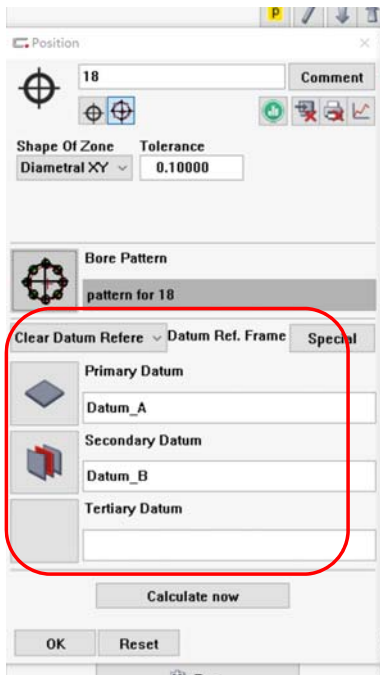 P
Position
18
Comment
Shape Of Zone Tolerance
Diametral XY 0.10000
Bore Pattern
pattern for 18
Clear Datum Refere Datum Ref. Frame Special
Primary Datum
Datum_A
Secondary Datum
Datum_B
Tertiary Datum
Calculate now
OK Reset